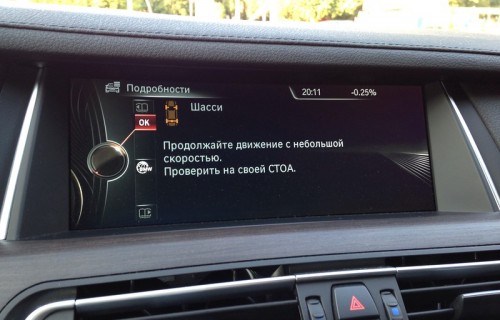 Подробности
20:11
-0.25%
OK
Шасси
Продолжайте движение с небольшой
скоростью.
Проверить на своей СТОА.